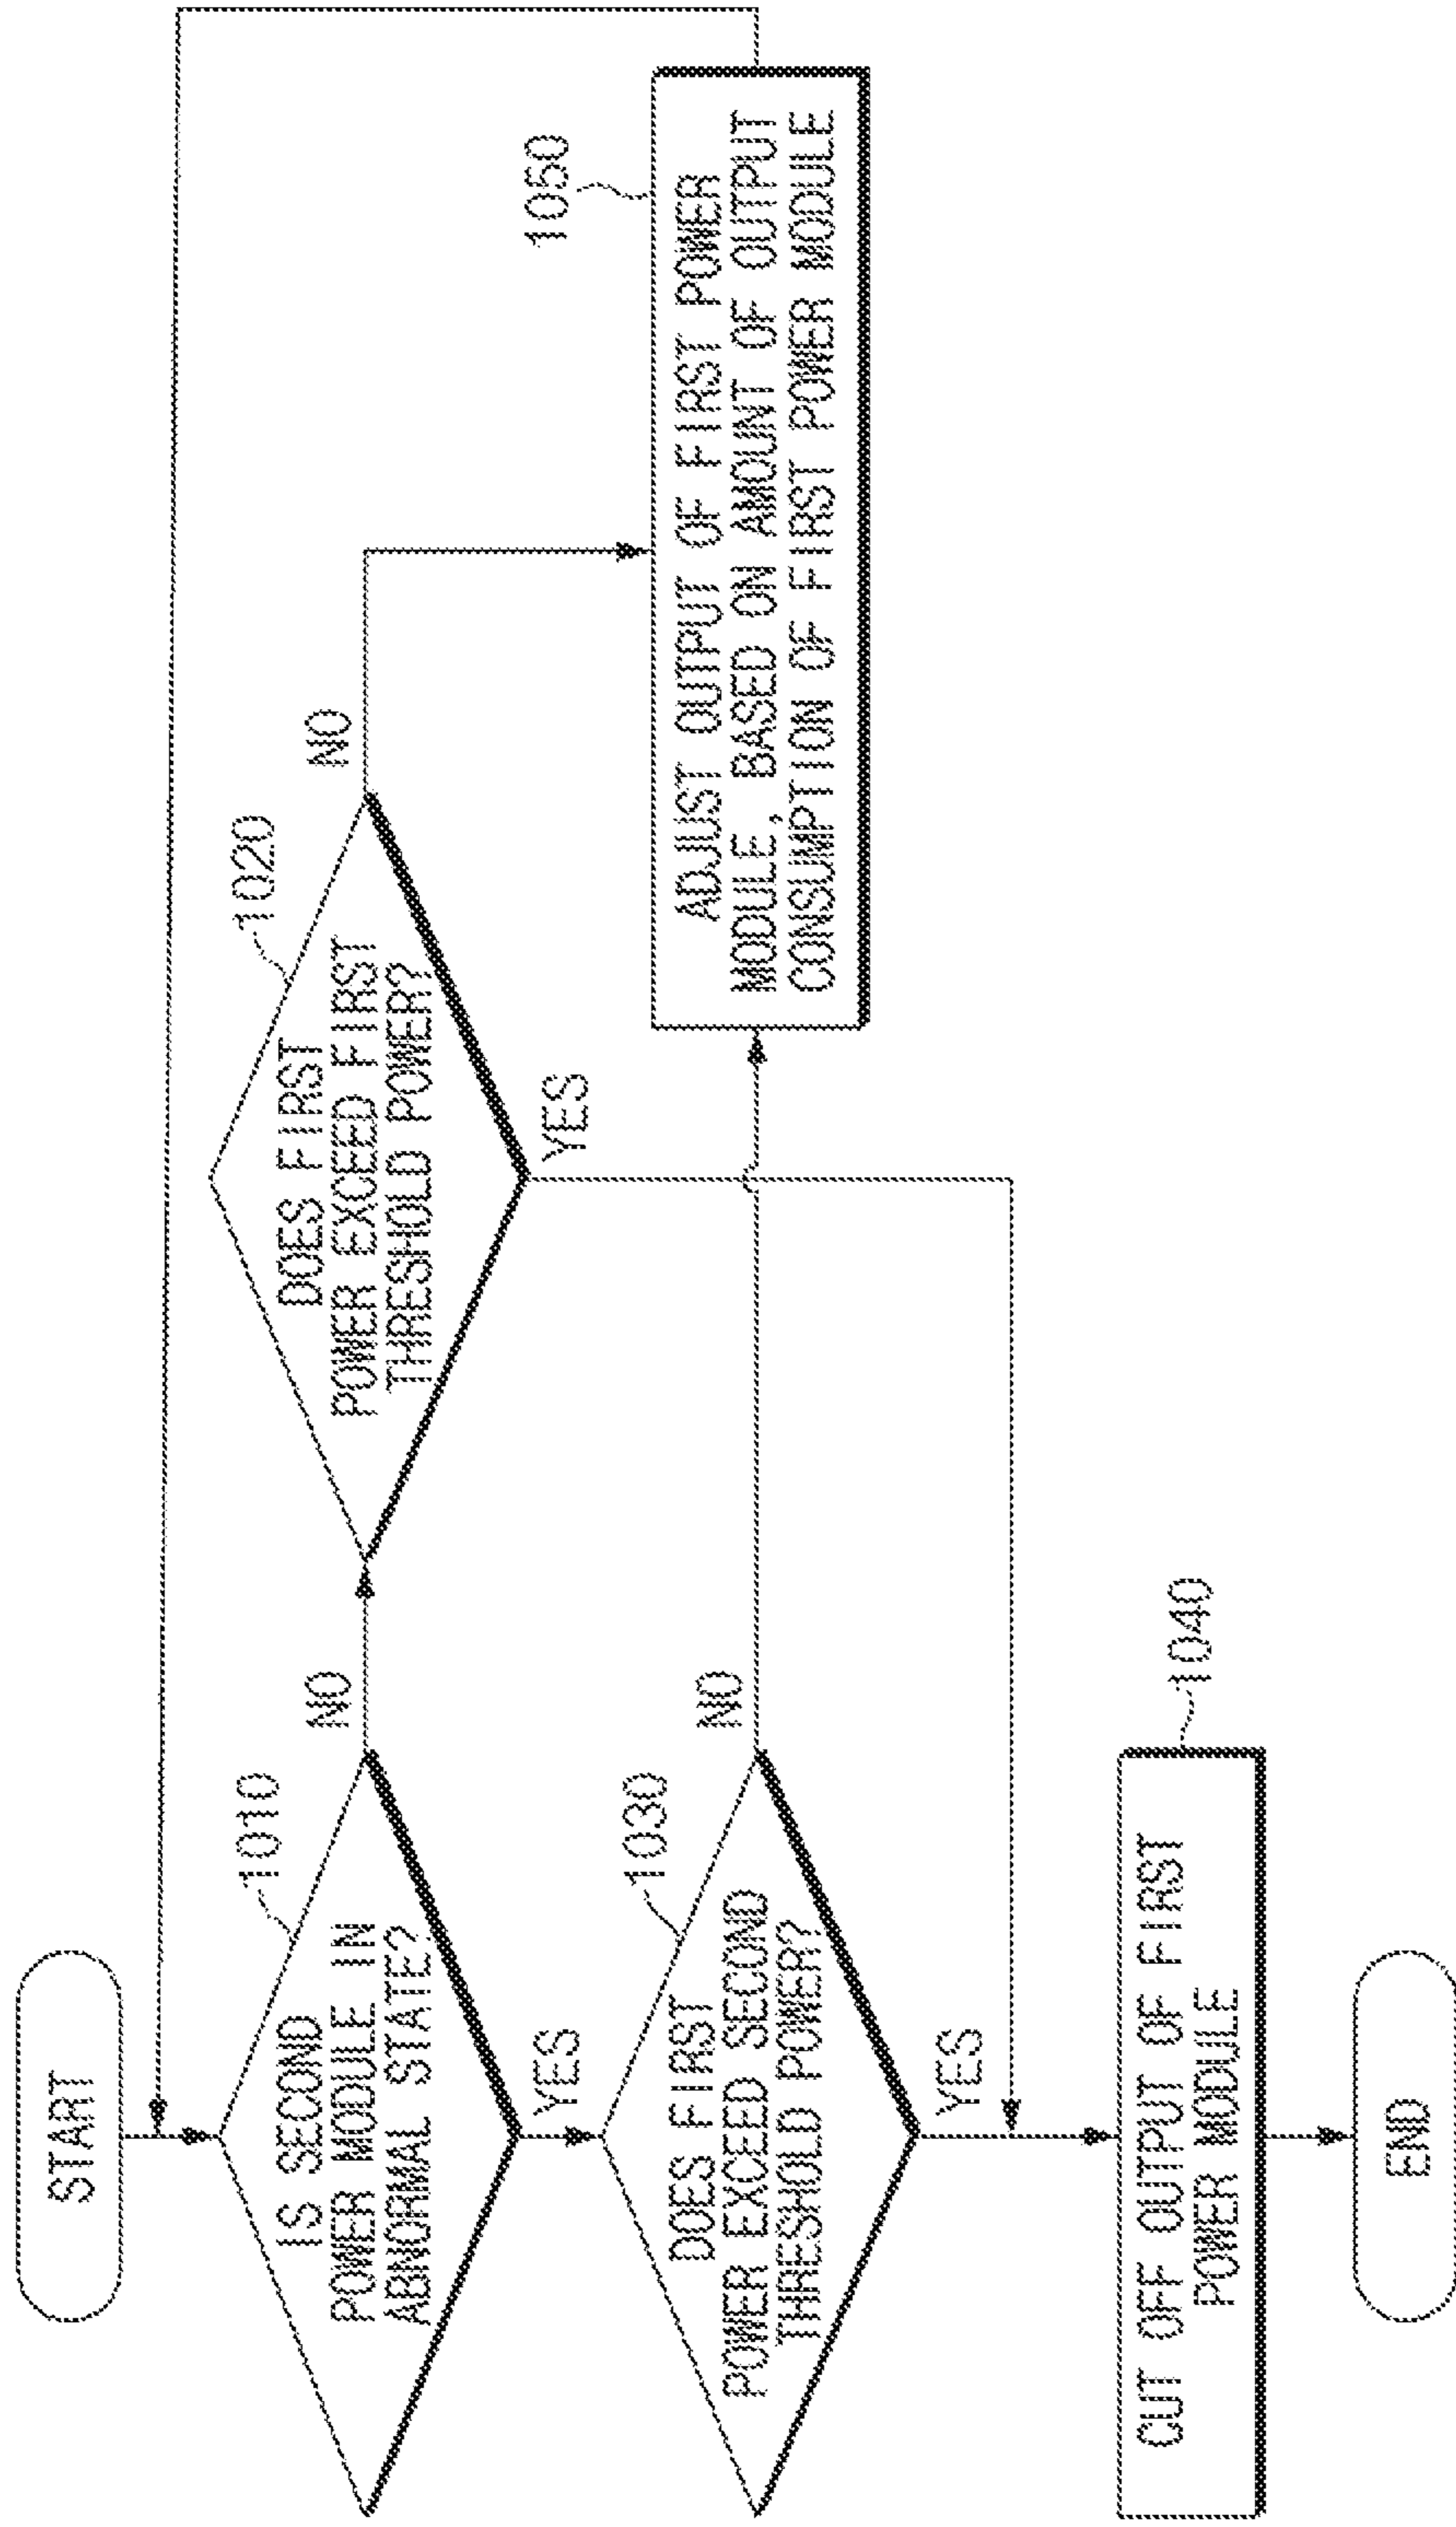 START
IS SECOND
POWER MODULE IN
ABNORMAL STATE?
1010
NO
YES
DOES FIRST
POWER EXCEED FIRST
THRESHOLD POWER?
1020
NO
YES
DOES FIRST
POWER EXCEED SECOND
THRESHOLD POWER?
1030
NO
YES
ADJUST OUTPUT OF FIRST POWER
MODULE, BASED ON AMOUNT OF OUTPUT
CONSUMPTION OF FIRST POWER MODULE
1050
CUT OFF OUTPUT OF FIRST
POWER MODULE
1040
END